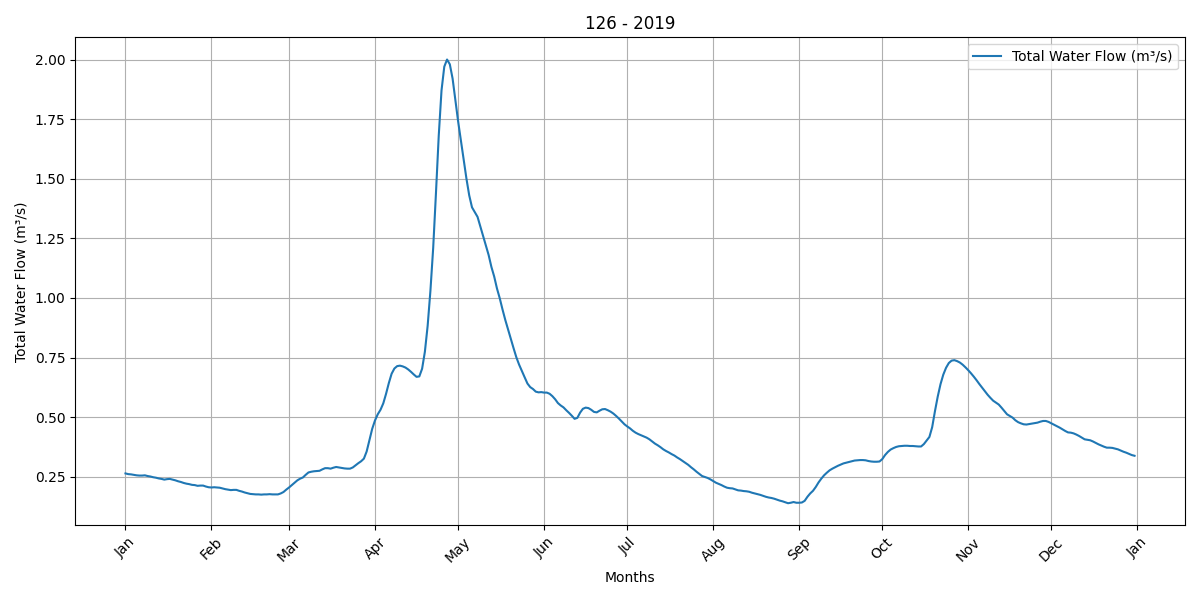 126 - 2019
Total Water Flow (m³/s)
2.00
1.75
1.50
1.25
1.00
0.75
0.50
0.25
Total Water Flow (m³/s)
Jan Feb Mar Apr May Jun Jul Aug Sep Oct Nov Dec Jan
Months